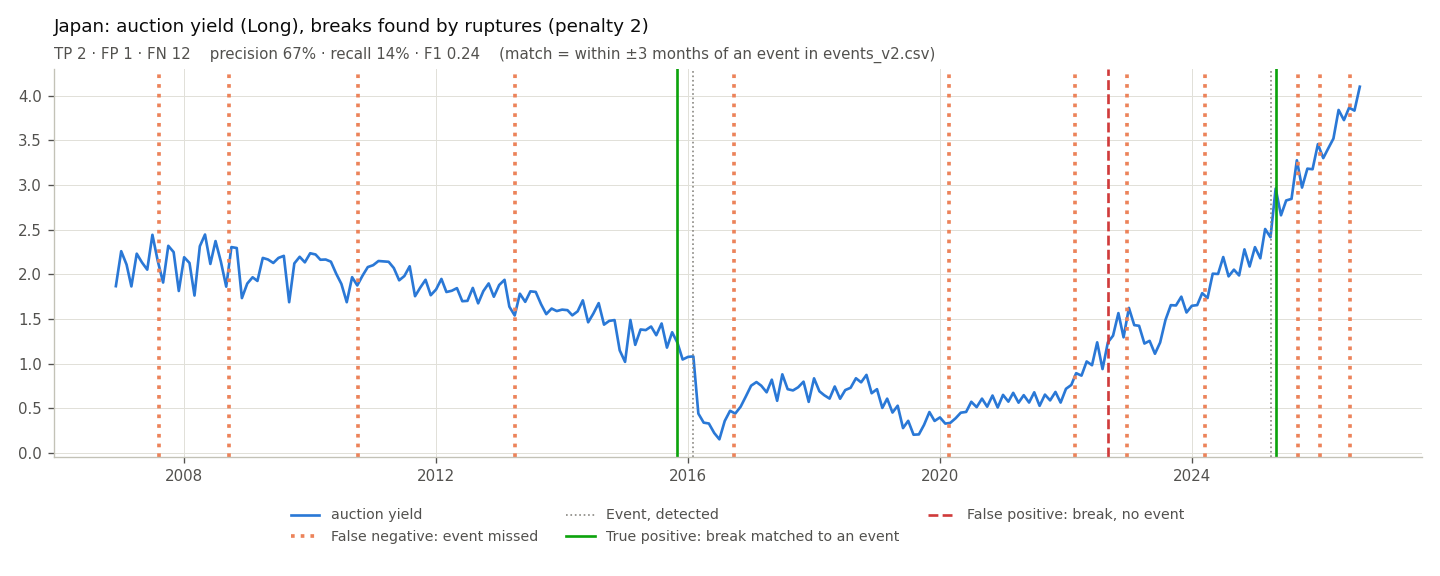 Japan: auction yield (Long), breaks found by ruptures (penalty 2)
TP 2 · FP 1 · FN 12    precision 67% · recall 14% · F1 0.24    (match = within ±3 months of an event in events_v2.csv)
4.0
3.5
3.0
2.5
2.0
1.5
1.0
0.5
0.0
2008 2012 2016 2020 2024
auction yield
False negative: event missed
Event, detected
True positive: break matched to an event
False positive: break, no event